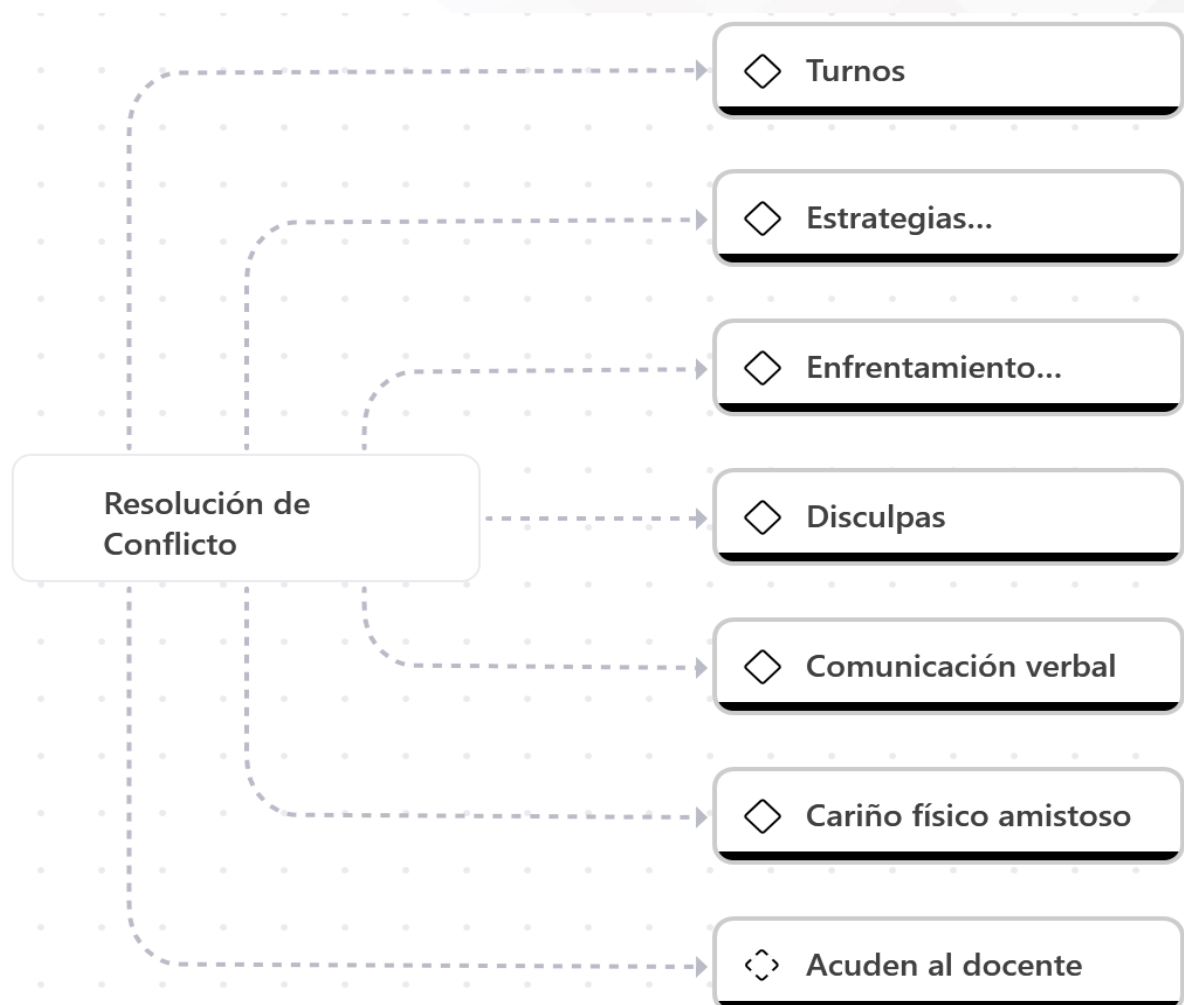 Turnos
Estrategias...
Enfrentamiento...
Resolución de
Conflicto
Disculpas
Comunicación verbal
Cariño físico amistoso
Acuden al docente